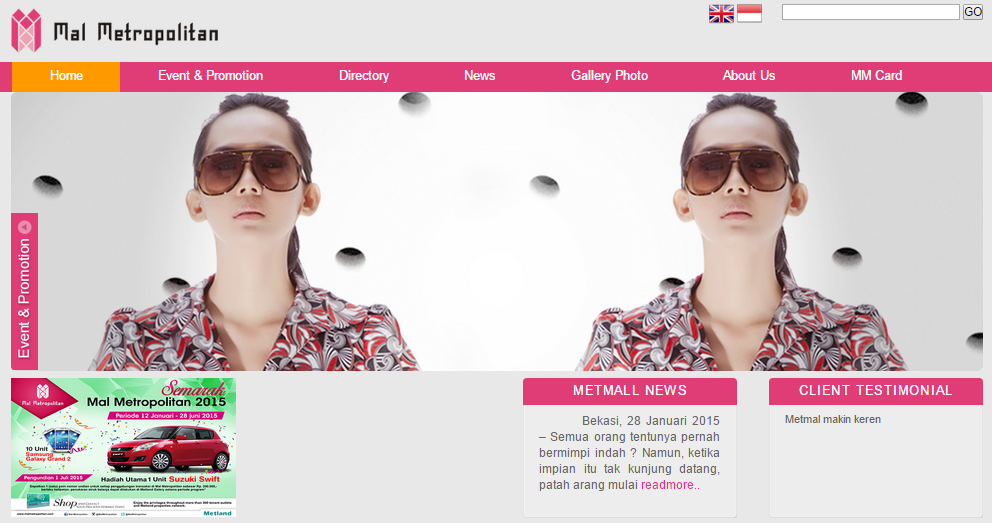 Mal Metropolitan
GO
Home
Event & Promotion
Directory
News
Gallery Photo
About Us
MM Card
Event & Promotion
Mal Metropolitan
Semarak
Mal Metropolitan 2015
Periode 12 Januari - 28 juni 2015
10 Unit
Samsung
Galaxy Grand 2
Pengundian 1 Juli 2015
Hadiah Utama 1 Unit Suzuki Swift
Shop
Metland
METMALL NEWS
Bekasi, 28 Januari 2015
– Semua orang tentunya pernah
bermimpi indah ? Namun, ketika
impian itu tak kunjung datang,
patah arang mulai readmore..
CLIENT TESTIMONIAL
Metmal makin keren